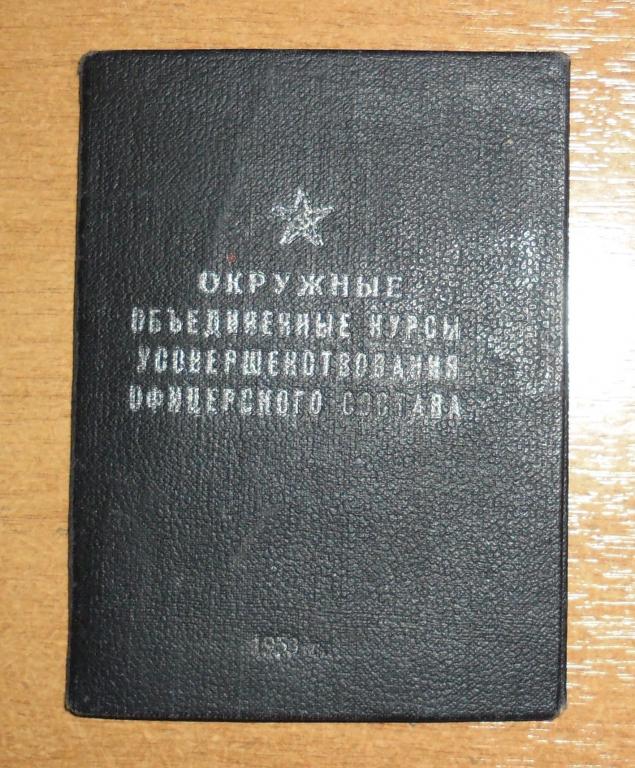 ОКРУЖНЫЕ
ОБЪЕДИНЕННЫЕ КУРСЫ
УСОВЕРШЕНСТВОВАНИЯ
ОФИЦЕРСКОГО СОСТАВА